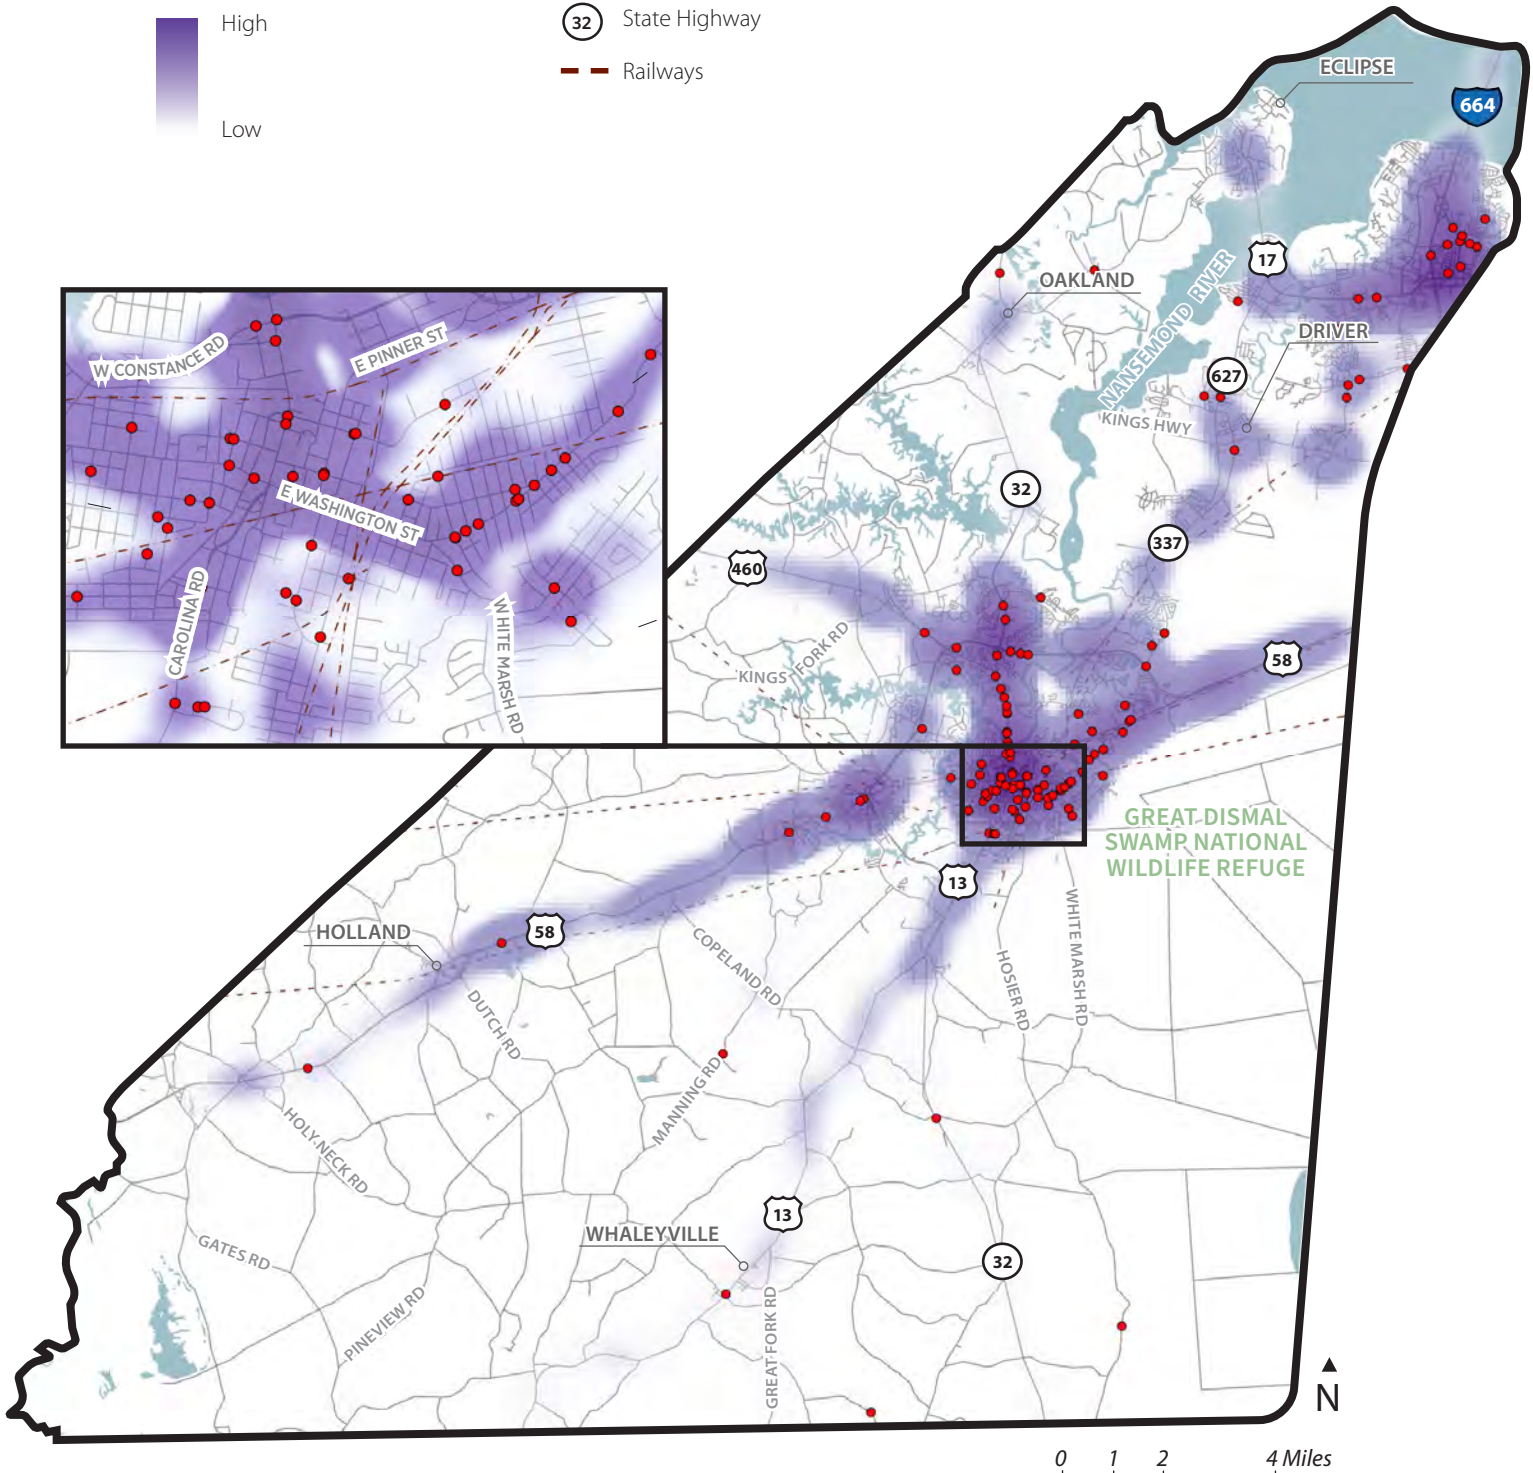 High
Low
32 State Highway
Railways
ECLIPSE
664
17
OAKLAND
NANSEMOND RIVER
DRIVER
627
KINGS HWY
32
337
460
58
KINGS FORK RD
W CONSTANCE RD
E PINNER ST
E WASHINGTON ST
CAROLINA RD
WHITE MARSH RD
GREAT DISMAL
SWAMP NATIONAL
WILDLIFE REFUGE
13
HOLLAND
58
COPELAND RD
DUTCH RD
HOSIER RD
WHITE MARSH RD
MANNING RD
HOLY NECK RD
13
WHALEYVILLE
GATES RD
PINEVIEW RD
GREAT FORK RD
32
N
0 1 2 4 Miles